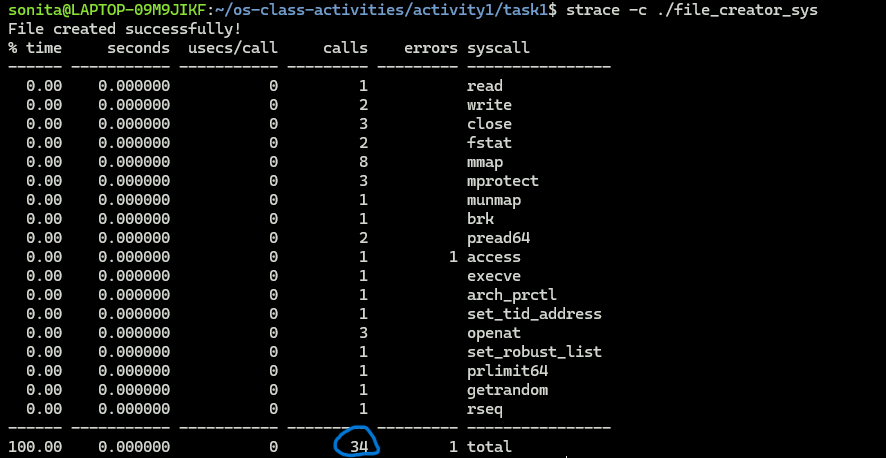 sonita@LAPTOP-09M9JIKF:~/os-class-activities/activity1/task1$ strace -c ./file_creator_sys
File created successfully!
% time     seconds  usecs/call     calls    errors syscall
------ ----------- ----------- --------- --------- ----------------
  0.00    0.000000           0         1           read
  0.00    0.000000           0         2           write
  0.00    0.000000           0         3           close
  0.00    0.000000           0         2           fstat
  0.00    0.000000           0         8           mmap
  0.00    0.000000           0         3           mprotect
  0.00    0.000000           0         1           munmap
  0.00    0.000000           0         1           brk
  0.00    0.000000           0         2           pread64
  0.00    0.000000           0         1         1 access
  0.00    0.000000           0         1           execve
  0.00    0.000000           0         1           arch_prctl
  0.00    0.000000           0         1           set_tid_address
  0.00    0.000000           0         3           openat
  0.00    0.000000           0         1           set_robust_list
  0.00    0.000000           0         1           prlimit64
  0.00    0.000000           0         1           getrandom
  0.00    0.000000           0         1           rseq
------ ----------- ----------- --------- --------- ----------------
100.00    0.000000           0        34         1 total